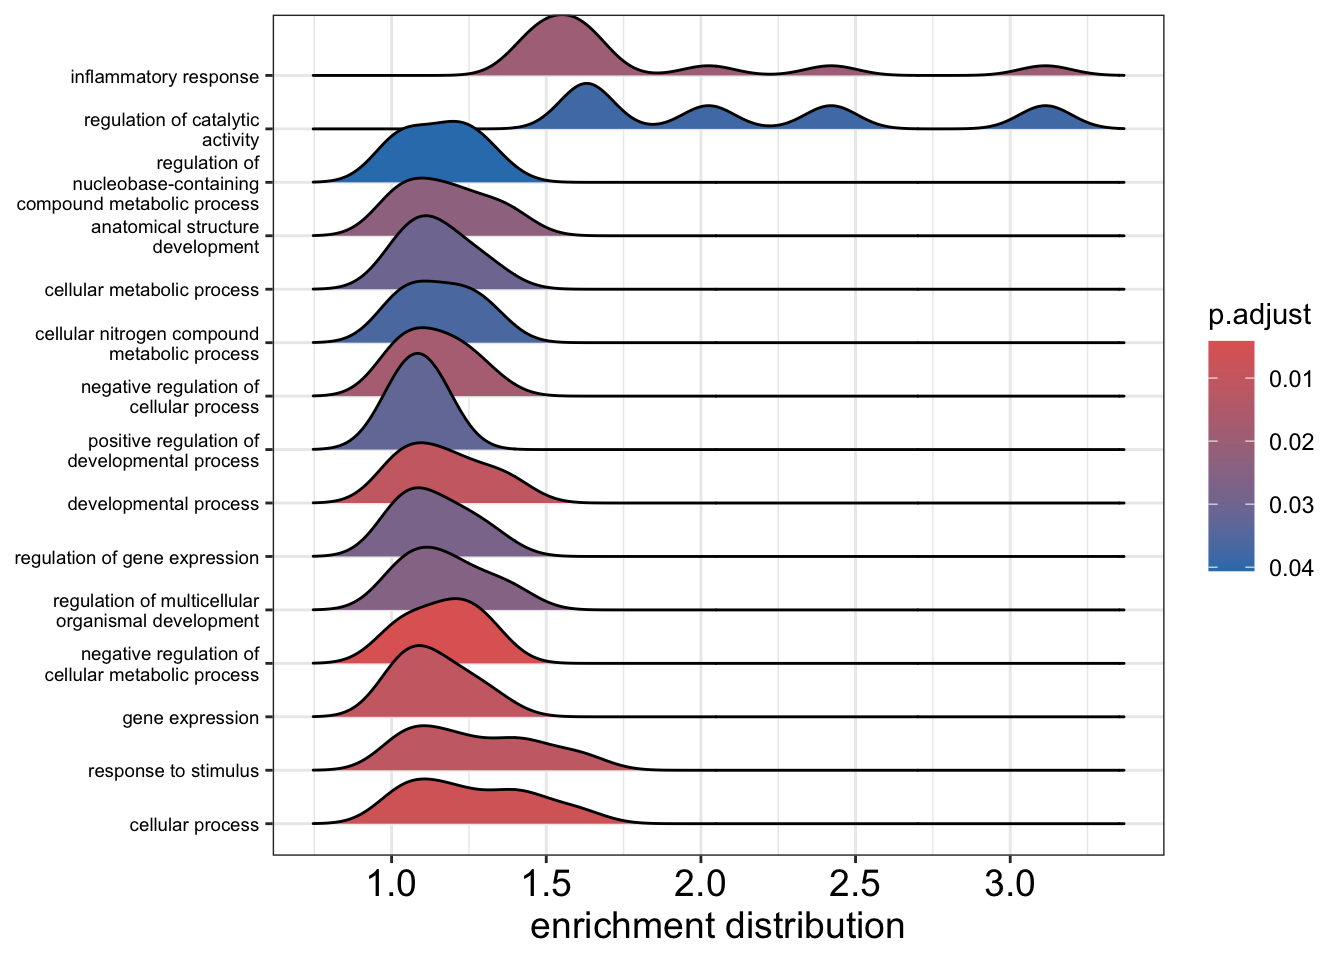 inflammatory response
regulation of catalytic
activity
regulation of
nucleobase-containing
compound metabolic process
anatomical structure
development
cellular metabolic process
cellular nitrogen compound
metabolic process
negative regulation of
cellular process
positive regulation of
developmental process
developmental process
regulation of gene expression
regulation of multicellular
organismal development
negative regulation of
cellular metabolic process
gene expression
response to stimulus
cellular process
1.0 1.5 2.0 2.5 3.0
enrichment distribution
p.adjust
0.01
0.02
0.03
0.04